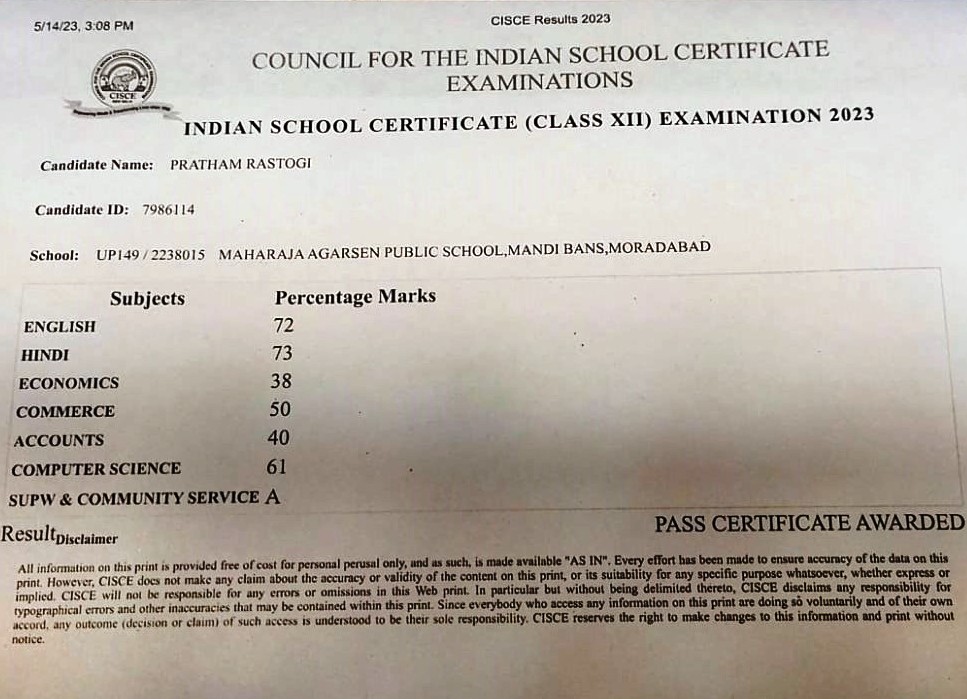 5/14/23, 3:08 PM
CISCE Results 2023
COUNCIL FOR THE INDIAN SCHOOL CERTIFICATE
EXAMINATIONS
CISCE
INDIAN SCHOOL CERTIFICATE (CLASS XII) EXAMINATION 2023
Candidate Name: PRATHAM RASTOGI
Candidate ID: 7986114
School: UP149 / 2238015 MAHARAJA AGARSEN PUBLIC SCHOOL,MANDI BANS,MORADABAD
Subjects Percentage Marks
ENGLISH 72
HINDI 73
ECONOMICS 38
COMMERCE 50
ACCOUNTS 40
COMPUTER SCIENCE 61
SUPW & COMMUNITY SERVICE A
Result PASS CERTIFICATE AWARDED
Disclaimer
All information on this print is provided free of cost for personal perusal only, and as such, is made available "AS IN". Every effort has been made to ensure accuracy of the data on this
print. However, CISCE does not make any claim about the accuracy or validity of the content on this print, or its suitability for any specific purpose whatsoever, whether express or
implied. CISCE will not be responsible for any errors or omissions in this Web print. In particular but without being delimited thereto, CISCE disclaims any responsibility for
typographical errors and other inaccuracies that may be contained within this print. Since everybody who access any information on this print are doing so voluntarily and of their own
accord, any outcome (decision or claim) of such access is understood to be their sole responsibility. CISCE reserves the right to make changes to this information and print without
notice.